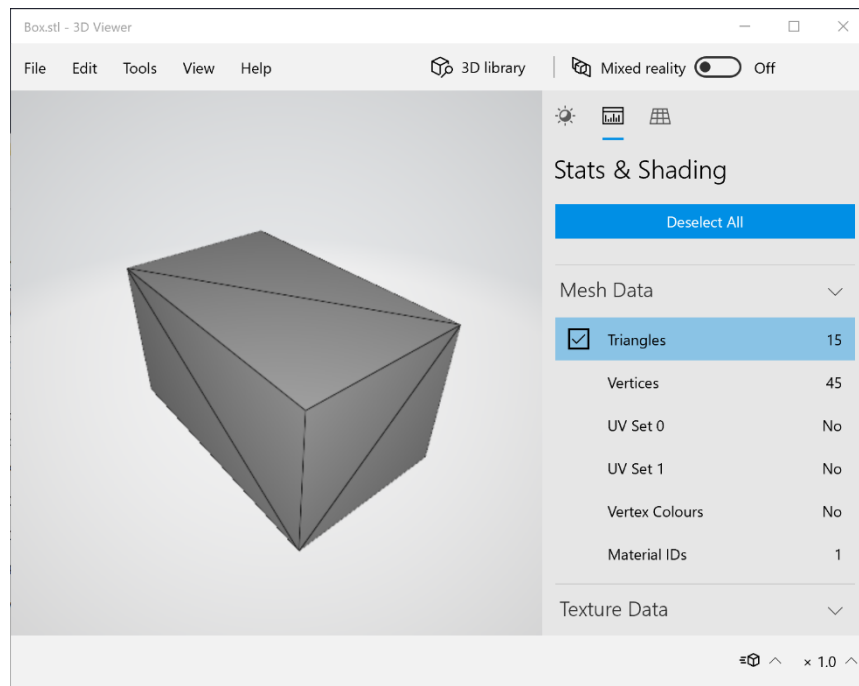 Box.stl - 3D Viewer
File Edit Tools View Help 3D library Mixed reality Off
Stats & Shading
Deselect All
Mesh Data
Triangles 15
Vertices 45
UV Set 0 No
UV Set 1 No
Vertex Colours No
Material IDs 1
Texture Data
× 1.0